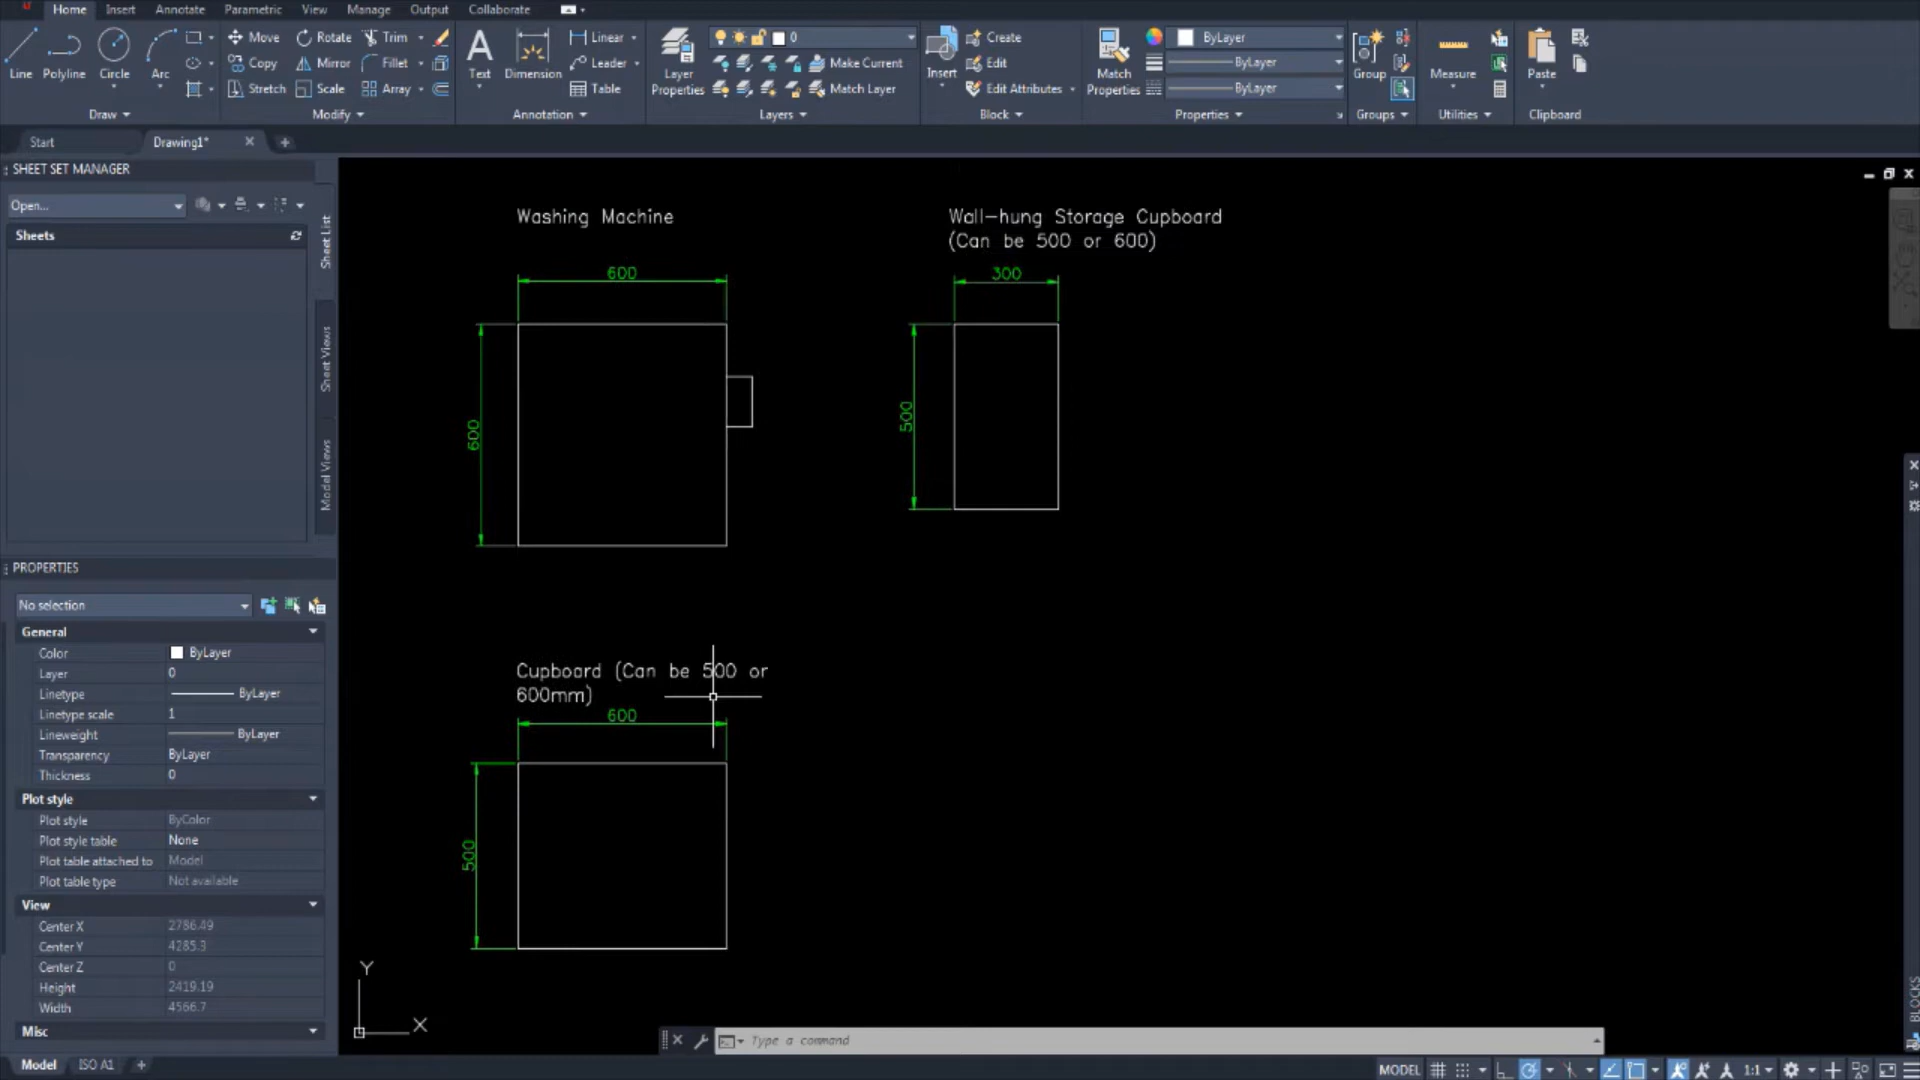 Home Insert Annotate Parametric View Manage Output Collaborate
Line Polyline Circle Arc
Move Rotate Trim
Copy Mirror Fillet
Stretch Scale Array
Draw Modify
Text Dimension
Linear
Leader
Table
Annotation
Layer Properties
0
Make Current
Match Layer
Layers
Insert
Create
Edit
Edit Attributes
Block
Match Properties
ByLayer
ByLayer
ByLayer
Properties
Group
Groups
Measure
Utilities
Paste
Clipboard
Start Drawing1*
SHEET SET MANAGER
Open...
Sheets
Sheet List
Sheet Views
Model Views
PROPERTIES
No selection
General
Color ByLayer
Layer 0
Linetype ByLayer
Linetype scale 1
Lineweight ByLayer
Transparency ByLayer
Thickness 0
Plot style
Plot style ByColor
Plot style table None
Plot table attached to Model
Plot table type Not available
View
Center X 2786.49
Center Y 4285.3
Center Z 0
Height 2419.19
Width 4566.7
Misc
Washing Machine
600
600
Wall-hung Storage Cupboard
(Can be 500 or 600)
300
500
Cupboard (Can be 500 or
600mm)
600
500
Y
X
Type a command
BLOCKS
Model ISO A1
MODEL 1:1